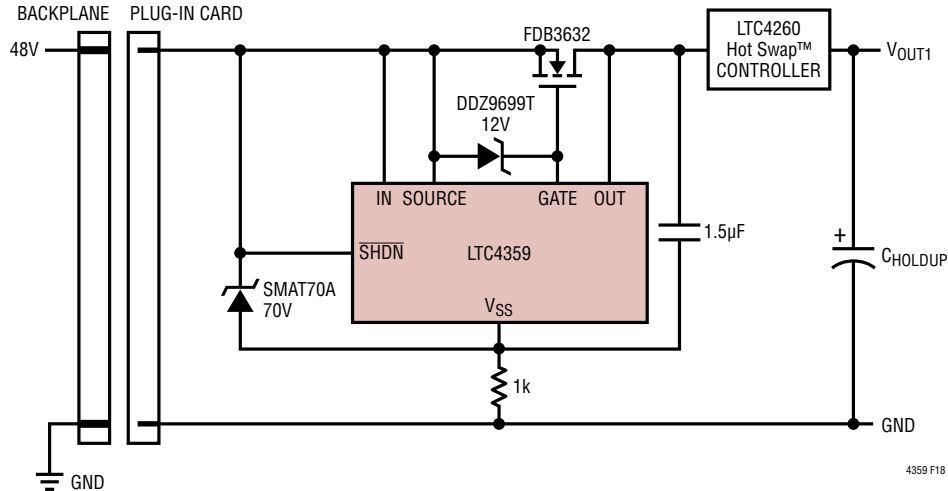 BACKPLANE PLUG-IN CARD
48V
FDB3632
LTC4260
Hot Swap™
CONTROLLER
VOUT1
DDZ9699T
12V
IN SOURCE GATE OUT
SHDN
LTC4359
1.5µF
+
CHOLDUP
SMAT70A
70V
VSS
1k
GND
GND
4359 F18